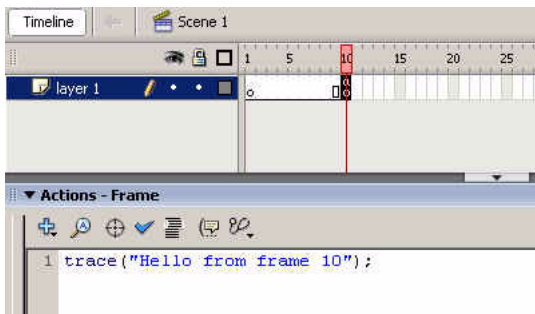 Timeline Scene 1
1 5 10 15 20 25
layer 1
Actions - Frame
1 trace("Hello from frame 10");